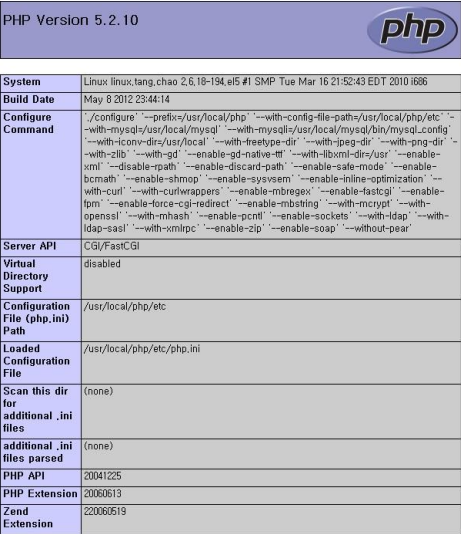 PHP Version 5.2.10
php
System Linux linux,tang,chao 2,6,18-194,el5 #1 SMP Tue Mar 16 21:52:43 EDT 2010 i686
Build Date May 8 2012 23:44:14
Configure Command './configure' '--prefix=/usr/local/php' '--with-config-file-path=/usr/local/php/etc' '-
-with-mysql=/usr/local/mysql' '--with-mysqli=/usr/local/mysql/bin/mysql_config'
'--with-iconv-dir=/usr/local' '--with-freetype-dir' '--with-jpeg-dir' '--with-png-dir' '-
-with-zlib' '--with-gd' '--enable-gd-native-ttf' '--with-libxml-dir=/usr' '--enable-
xml' '--disable-rpath' '--enable-discard-path' '--enable-safe-mode' '--enable-
bcmath' '--enable-shmop' '--enable-sysvsem' '--enable-inline-optimization' '--
with-curl' '--with-curlwrappers' '--enable-mbregex' '--enable-fastcgi' '--enable-
fpm' '--enable-force-cgi-redirect' '--enable-mbstring' '--with-mcrypt' '--with-
openssl' '--with-mhash' '--enable-pcntl' '--enable-sockets' '--with-ldap' '--with-
ldap-sasl' '--with-xmlrpc' '--enable-zip' '--enable-soap' '--without-pear'
Server API CGI/FastCGI
Virtual Directory Support disabled
Configuration File (php,ini) Path /usr/local/php/etc
Loaded Configuration File /usr/local/php/etc/php,ini
Scan this dir for additional ,ini files (none)
additional ,ini files parsed (none)
PHP API 20041225
PHP Extension 20060613
Zend Extension 220060519